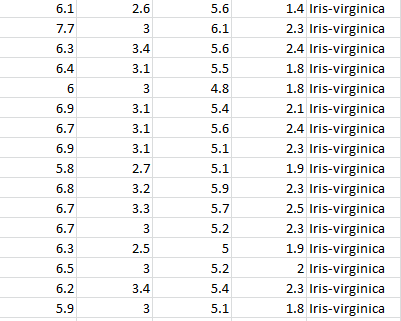 6.1 2.6 5.6 1.4 Iris-virginica
7.7 3 6.1 2.3 Iris-virginica
6.3 3.4 5.6 2.4 Iris-virginica
6.4 3.1 5.5 1.8 Iris-virginica
6 3 4.8 1.8 Iris-virginica
6.9 3.1 5.4 2.1 Iris-virginica
6.7 3.1 5.6 2.4 Iris-virginica
6.9 3.1 5.1 2.3 Iris-virginica
5.8 2.7 5.1 1.9 Iris-virginica
6.8 3.2 5.9 2.3 Iris-virginica
6.7 3.3 5.7 2.5 Iris-virginica
6.7 3 5.2 2.3 Iris-virginica
6.3 2.5 5 1.9 Iris-virginica
6.5 3 5.2 2 Iris-virginica
6.2 3.4 5.4 2.3 Iris-virginica
5.9 3 5.1 1.8 Iris-virginica